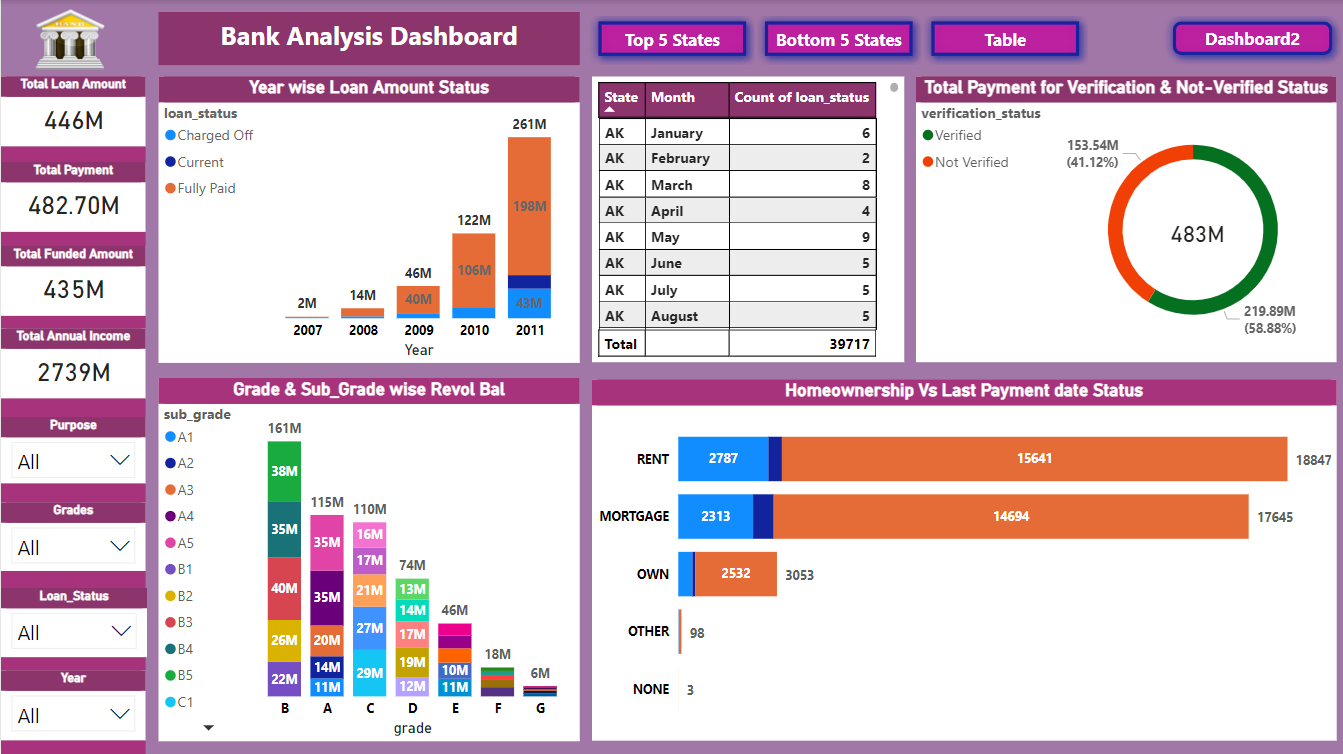 BANK
Bank Analysis Dashboard
Top 5 States
Bottom 5 States
Table
Dashboard2
Total Loan Amount
446M
Total Payment
482.70M
Total Funded Amount
435M
Total Annual Income
2739M
Purpose
All
Grades
All
Loan_Status
All
Year
All
Year wise Loan Amount Status
loan_status
Charged Off
Current
Fully Paid
2M
14M
46M
40M
122M
106M
261M
198M
43M
2007 2008 2009 2010 2011
Year
State Month Count of loan_status
AK January 6
AK February 2
AK March 8
AK April 4
AK May 9
AK June 5
AK July 5
AK August 5
Total 39717
Total Payment for Verification & Not-Verified Status
verification_status
Verified
Not Verified
153.54M
(41.12%)
483M
219.89M
(58.88%)
Grade & Sub_Grade wise Revol Bal
sub_grade
A1
A2
A3
A4
A5
B1
B2
B3
B4
B5
C1
161M
38M
35M
40M
26M
22M
115M
35M
35M
20M
14M
11M
110M
16M
17M
21M
27M
29M
74M
13M
14M
17M
19M
12M
46M
10M
11M
18M
6M
B A C D E F G
grade
Homeownership Vs Last Payment date Status
RENT 2787 15641 18847
MORTGAGE 2313 14694 17645
OWN 2532 3053
OTHER 98
NONE 3